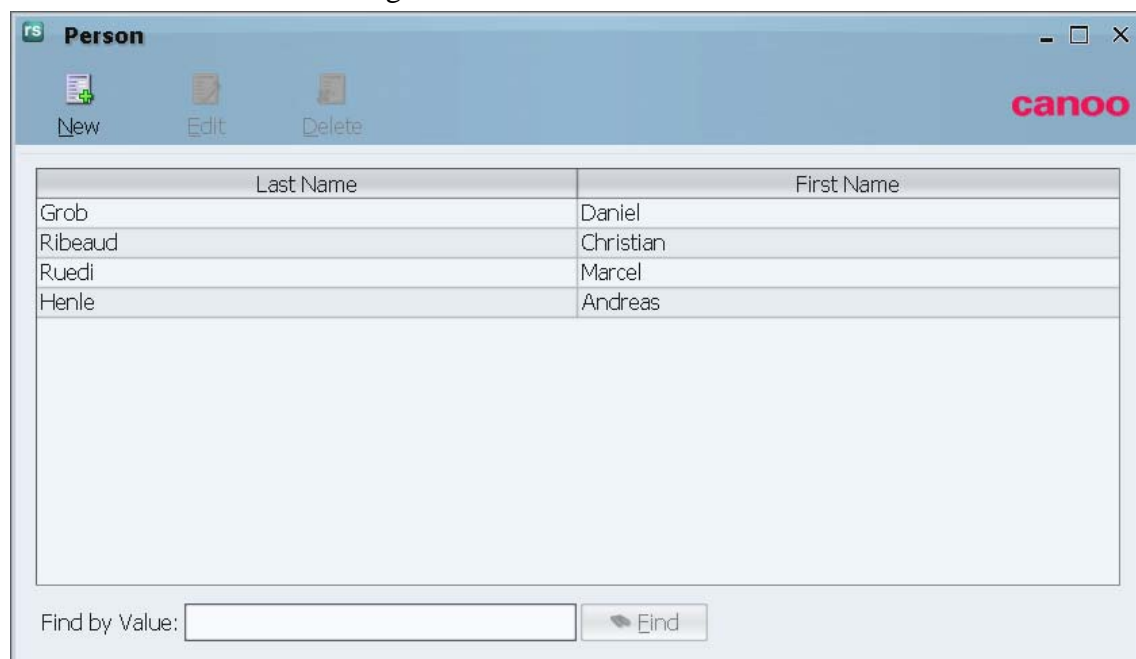 rs Person
New Edit Delete
canoo
Last Name First Name
Grob Daniel
Ribeaud Christian
Ruedi Marcel
Henle Andreas
Find by Value: Find